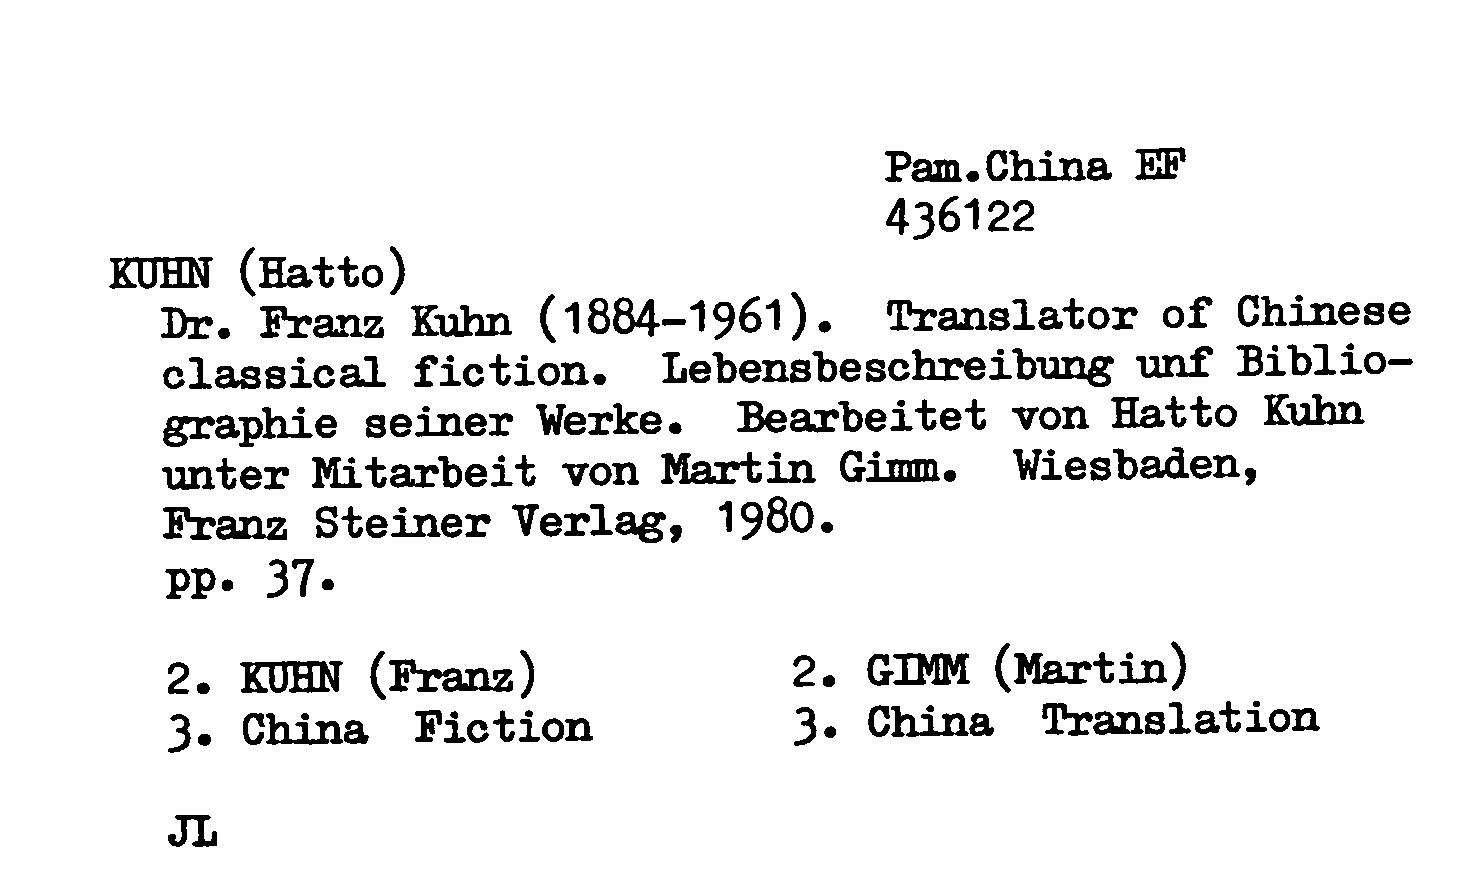 Pam.China EF
436122
KUHN (Hatto)
Dr. Franz Kuhn (1884-1961). Translator of Chinese
classical fiction. Lebensbeschreibung unf Biblio-
graphie seiner Werke. Bearbeitet von Hatto Kuhn
unter Mitarbeit von Martin Gimm. Wiesbaden,
Franz Steiner Verlag, 1980.
pp. 37.
2. KUHN (Franz) 2. GIMM (Martin)
3. China Fiction 3. China Translation
JL